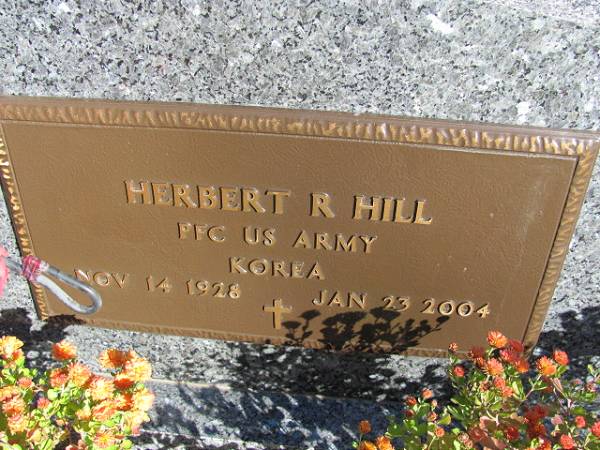 HERBERT R HILL
PFC US ARMY
KOREA
NOV 14 1928 JAN 23 2004